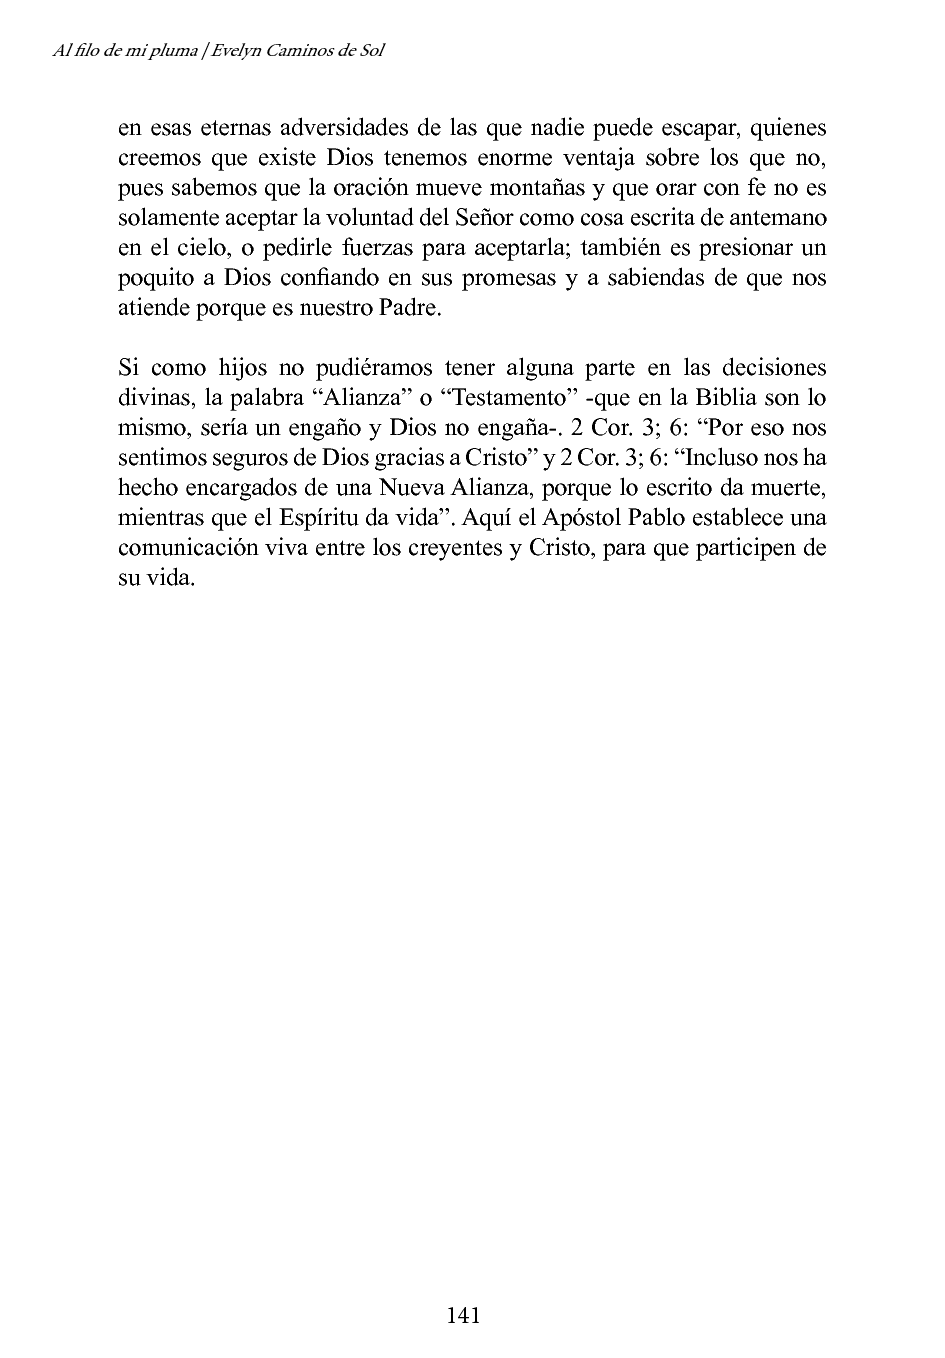 Al filo de mi pluma | Evelyn Caminos de Sol
en esas eternas adversidades de las que nadie puede escapar, quienes
creemos que existe Dios tenemos enorme ventaja sobre los que no,
pues sabemos que la oración mueve montañas y que orar con fe no es
solamente aceptar la voluntad del Señor como cosa escrita de antemano
en el cielo, o pedirle fuerzas para aceptarla; también es presionar un
poquito a Dios confiando en sus promesas y a sabiendas de que nos
atiende porque es nuestro Padre.
Si como hijos no pudiéramos tener alguna parte en las decisiones
divinas, la palabra “Alianza” o “Testamento” -que en la Biblia son lo
mismo, sería un engaño y Dios no engaña-. 2 Cor. 3; 6: “Por eso nos
sentimos seguros de Dios gracias a Cristo” y 2 Cor. 3; 6: “Incluso nos ha
hecho encargados de una Nueva Alianza, porque lo escrito da muerte,
mientras que el Espíritu da vida”. Aquí el Apóstol Pablo establece una
comunicación viva entre los creyentes y Cristo, para que participen de
su vida.
141